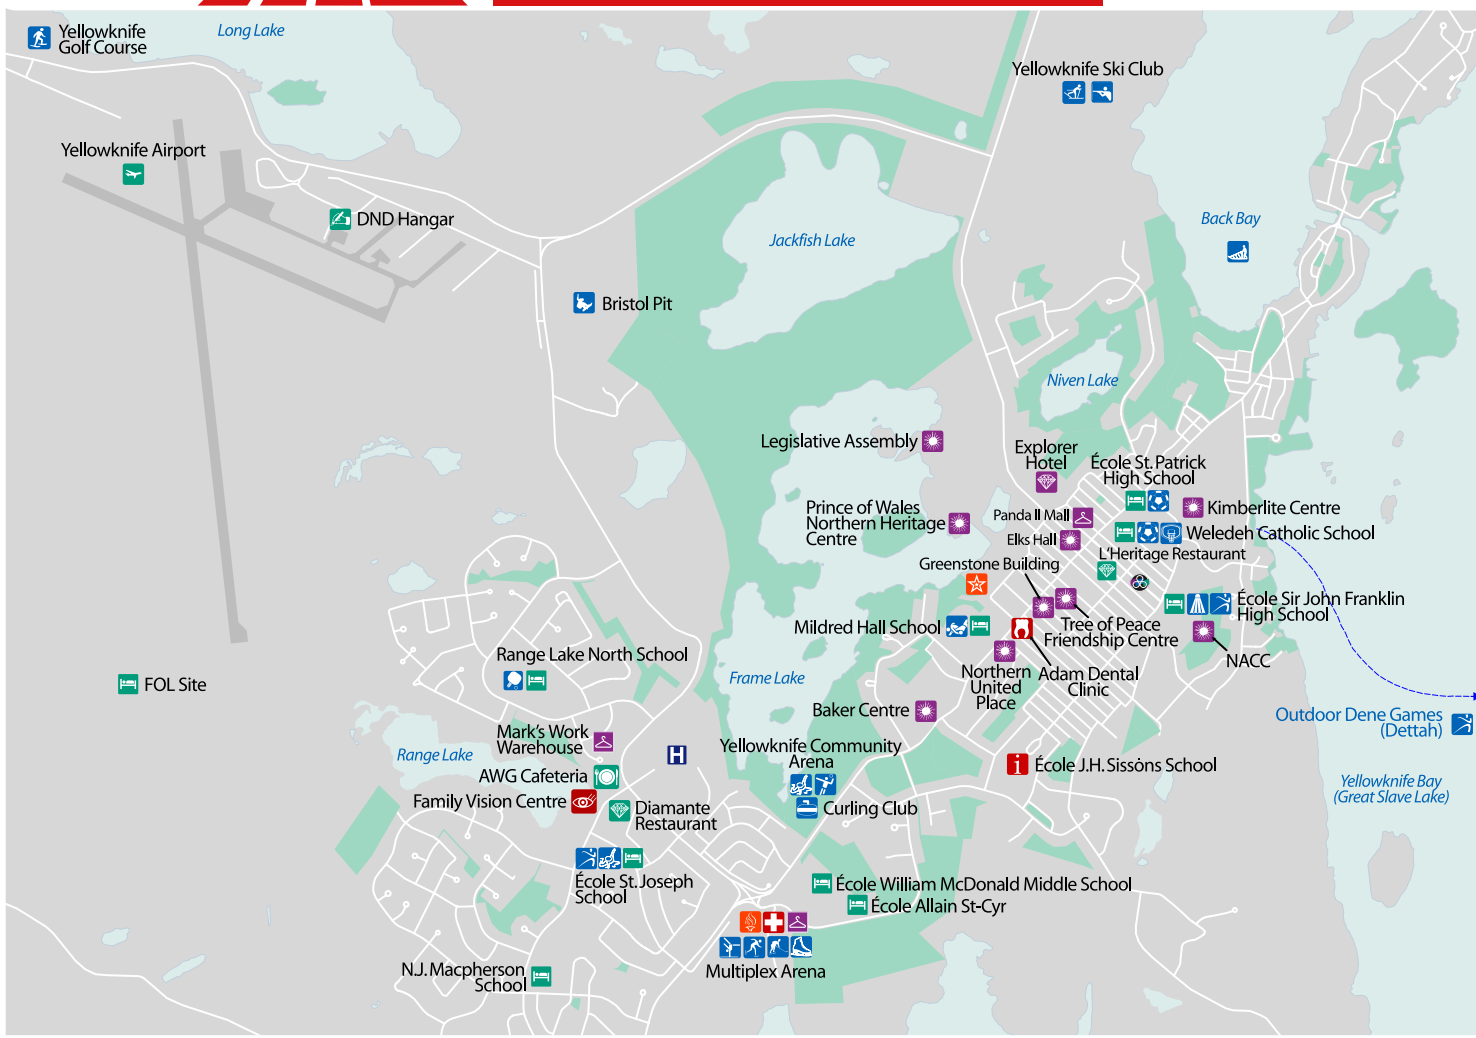 Yellowknife
Golf Course
Long Lake
Yellowknife Ski Club
Yellowknife Airport
DND Hangar
Back Bay
Jackfish Lake
Bristol Pit
Niven Lake
Legislative Assembly
Explorer
Hotel
École St. Patrick
High School
Prince of Wales
Northern Heritage
Centre
Panda II Mall
Kimberlite Centre
Elks Hall
Weledeh Catholic School
L'Heritage Restaurant
Greenstone Building
École Sir John Franklin
High School
Mildred Hall School
Tree of Peace
Friendship Centre
NACC
Range Lake North School
Northern
United
Place
Adam Dental
Clinic
FOL Site
Frame Lake
Baker Centre
Outdoor Dene Games
(Dettah)
Mark's Work
Warehouse
Range Lake
H
Yellowknife Community
Arena
i
École J.H. Sissons School
AWG Cafeteria
Yellowknife Bay
(Great Slave Lake)
Family Vision Centre
Diamante
Restaurant
Curling Club
École St. Joseph
School
École William McDonald Middle School
École Allain St-Cyr
Multiplex Arena
N.J. Macpherson
School